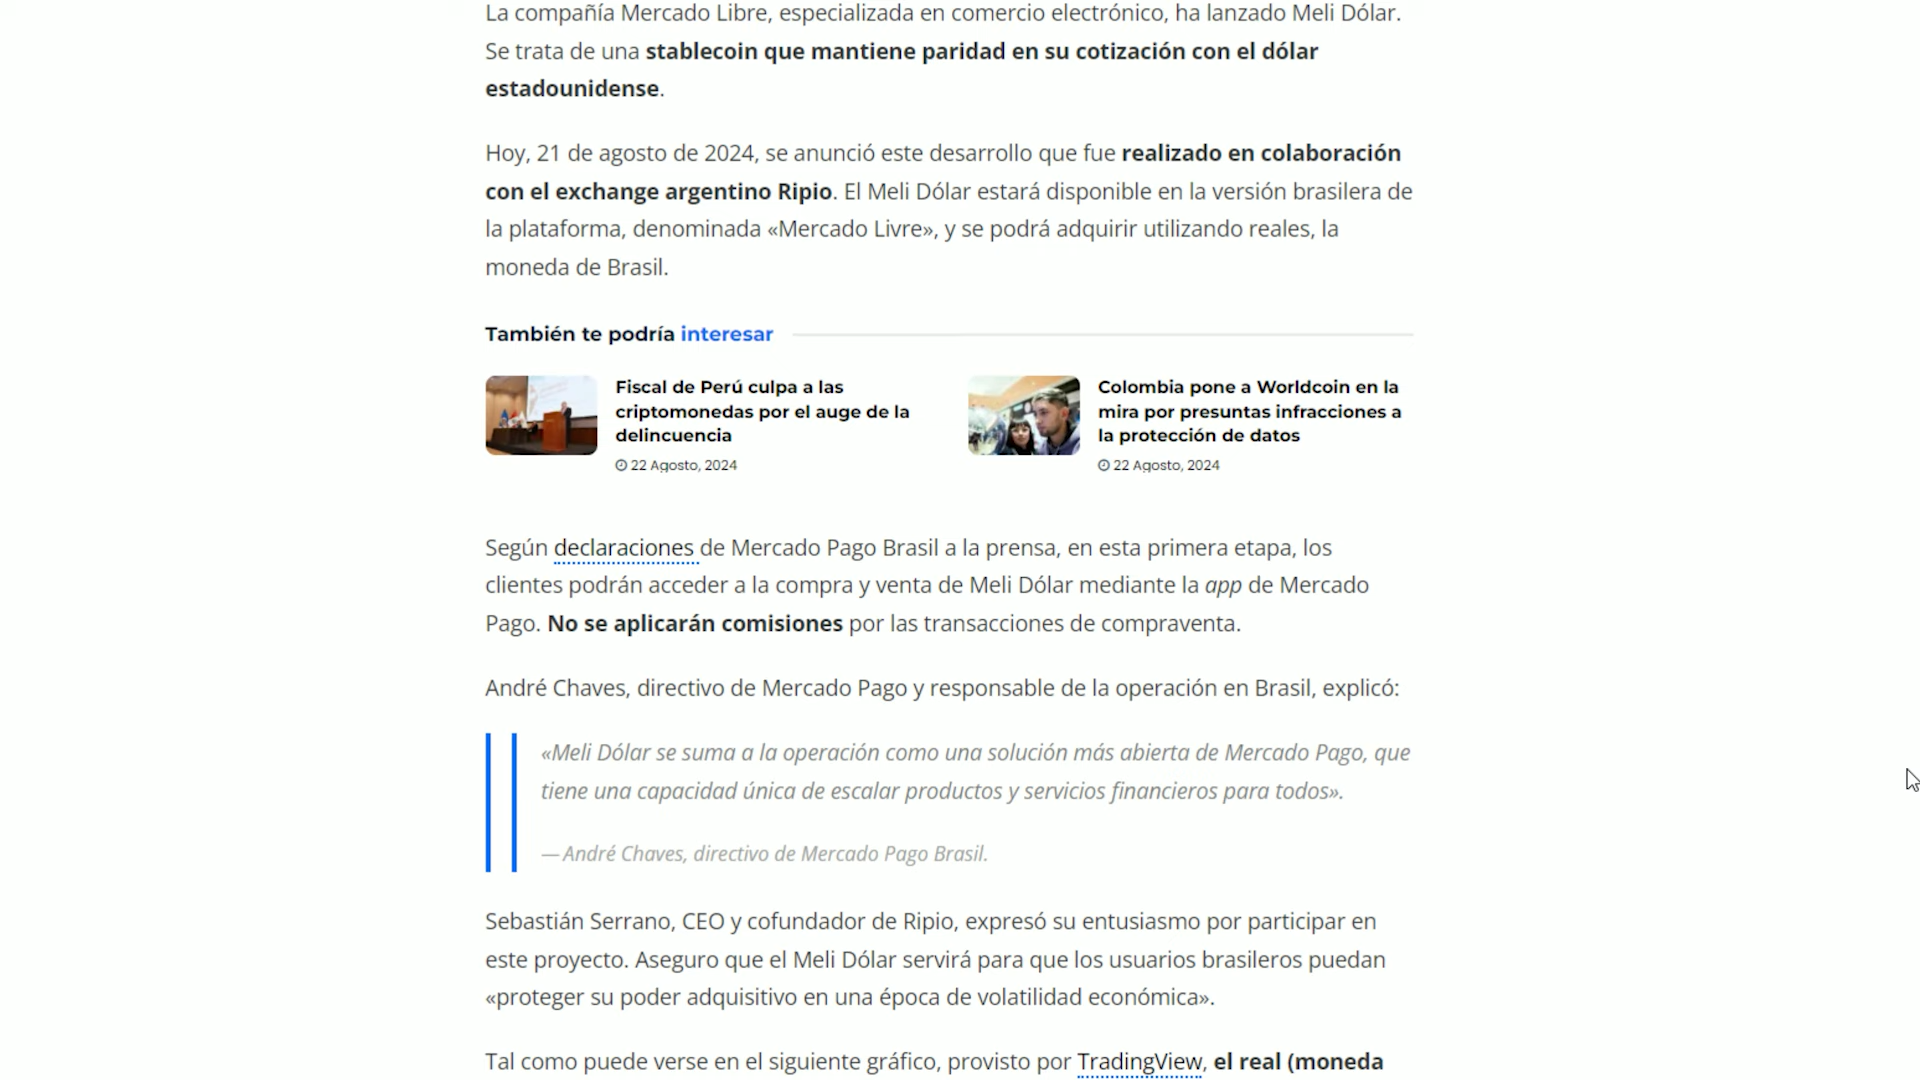 La compañía Mercado Libre, especializada en comercio electrónico, ha lanzado Meli Dólar.
Se trata de una stablecoin que mantiene paridad en su cotización con el dólar
estadounidense.
Hoy, 21 de agosto de 2024, se anunció este desarrollo que fue realizado en colaboración
con el exchange argentino Ripio. El Meli Dólar estará disponible en la versión brasilera de
la plataforma, denominada «Mercado Livre», y se podrá adquirir utilizando reales, la
moneda de Brasil.
También te podría interesar
Fiscal de Perú culpa a las
criptomonedas por el auge de la
delincuencia
22 Agosto, 2024
Colombia pone a Worldcoin en la
mira por presuntas infracciones a
la protección de datos
22 Agosto, 2024
Según declaraciones de Mercado Pago Brasil a la prensa, en esta primera etapa, los
clientes podrán acceder a la compra y venta de Meli Dólar mediante la app de Mercado
Pago. No se aplicarán comisiones por las transacciones de compraventa.
André Chaves, directivo de Mercado Pago y responsable de la operación en Brasil, explicó:
«Meli Dólar se suma a la operación como una solución más abierta de Mercado Pago, que
tiene una capacidad única de escalar productos y servicios financieros para todos».
— André Chaves, directivo de Mercado Pago Brasil.
Sebastián Serrano, CEO y cofundador de Ripio, expresó su entusiasmo por participar en
este proyecto. Aseguro que el Meli Dólar servirá para que los usuarios brasileros puedan
«proteger su poder adquisitivo en una época de volatilidad económica».
Tal como puede verse en el siguiente gráfico, provisto por TradingView, el real (moneda